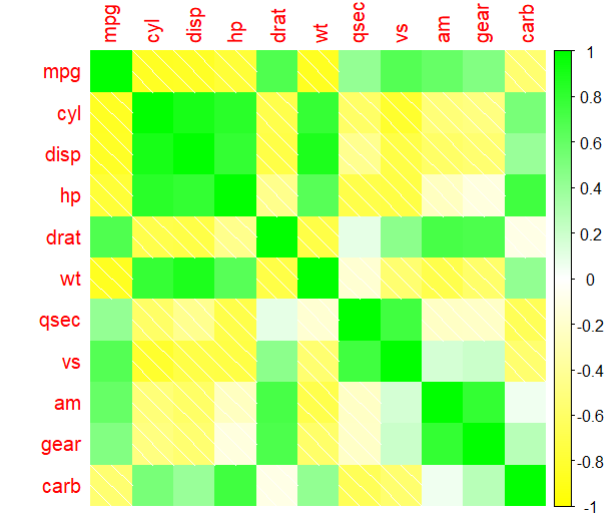 mpg cyl disp hp drat wt qsec vs am gear carb
mpg
cyl
disp
hp
drat
wt
qsec
vs
am
gear
carb
1
0.8
0.6
0.4
0.2
0
-0.2
-0.4
-0.6
-0.8
-1